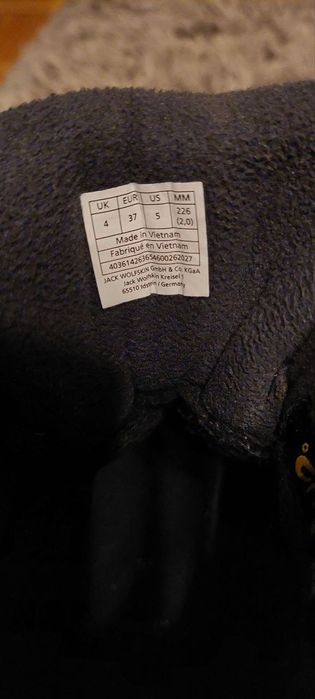 UK EUR US MM
4 37 5 226 (2,0)
Made in Vietnam
Fabriqué en Vietnam
403614263654600262027
JACK WOLFSKIN GmbH & Co. KGaA
Jack Wolfskin Kreisel 1
65510 Idstein / Germany